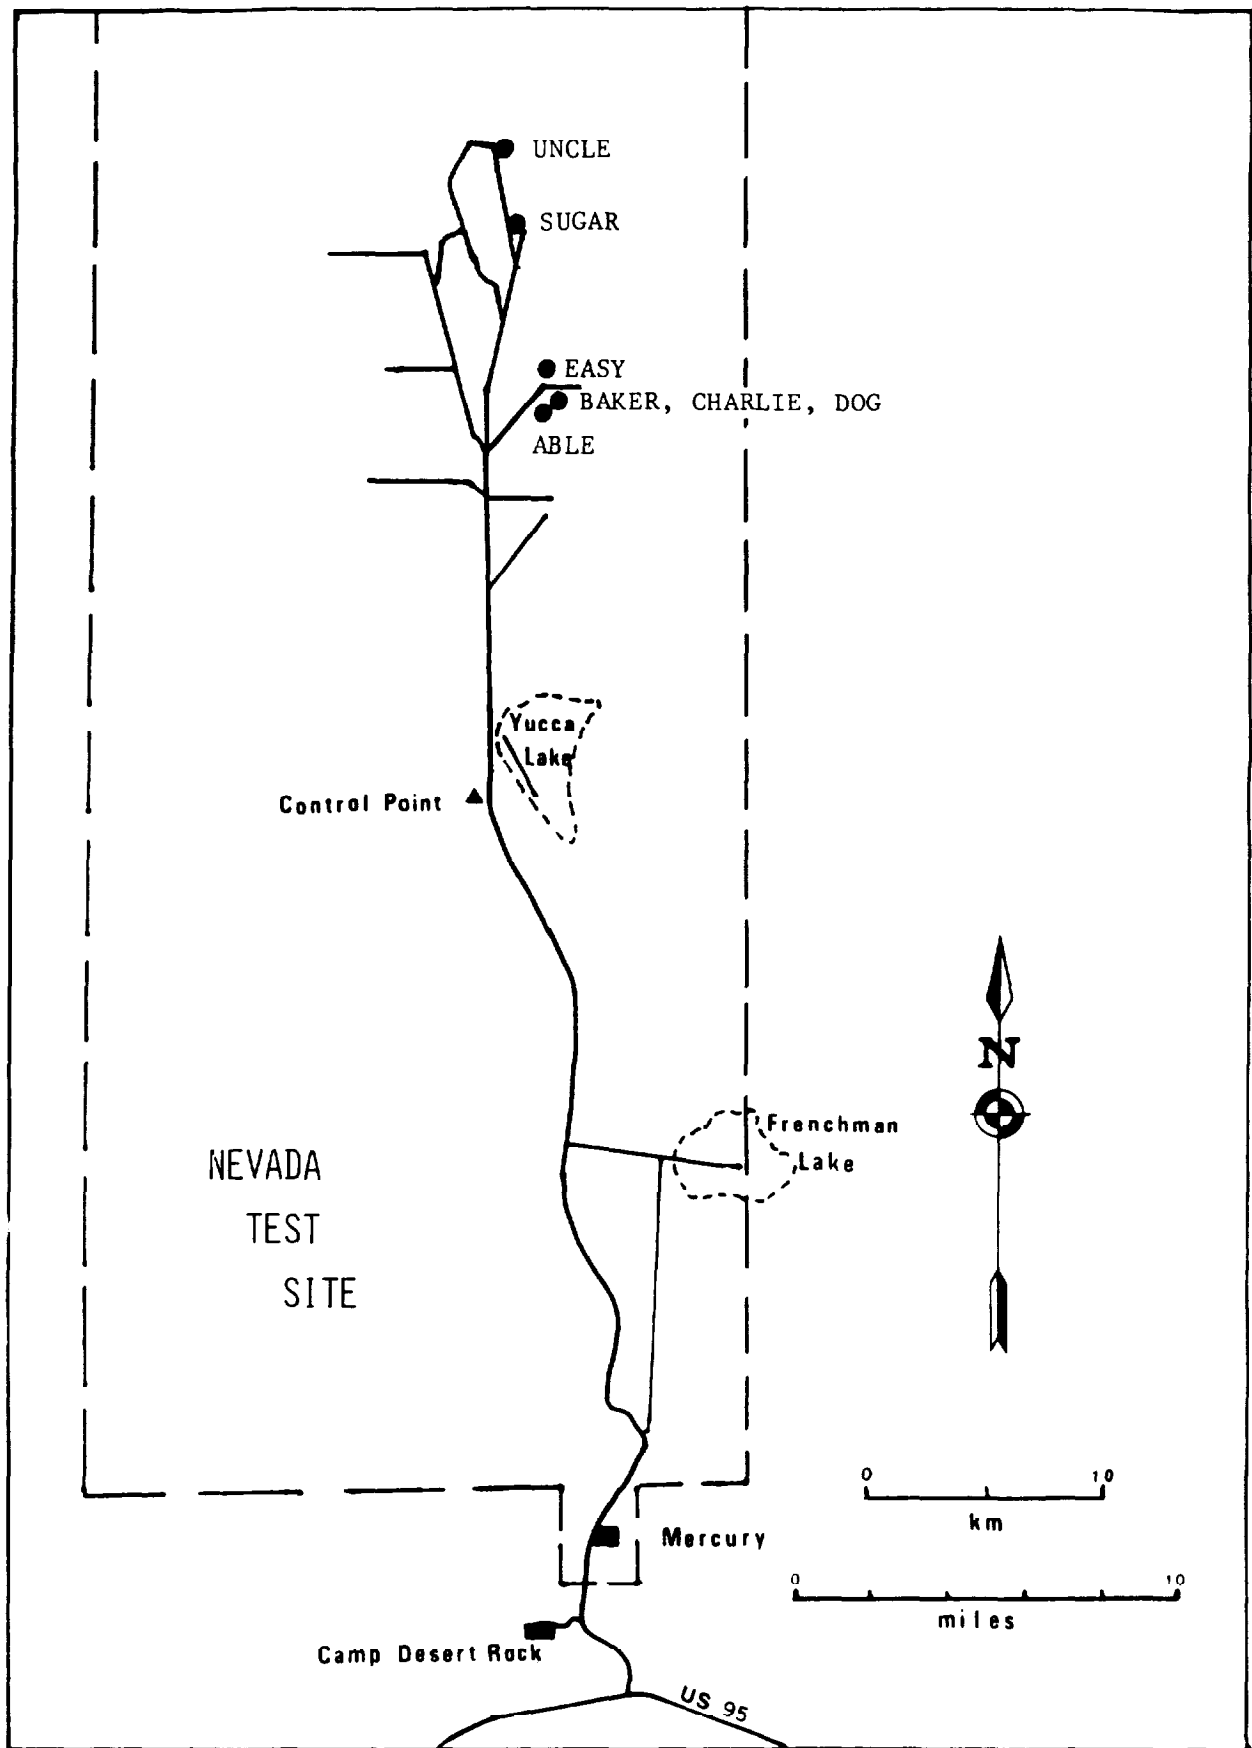 UNCLE
SUGAR
EASY
BAKER, CHARLIE, DOG
ABLE
Yucca
Lake
Control Point
N
Frenchman
Lake
NEVADA
TEST
SITE
0 10
km
Mercury
0 10
miles
Camp Desert Rock
US 95